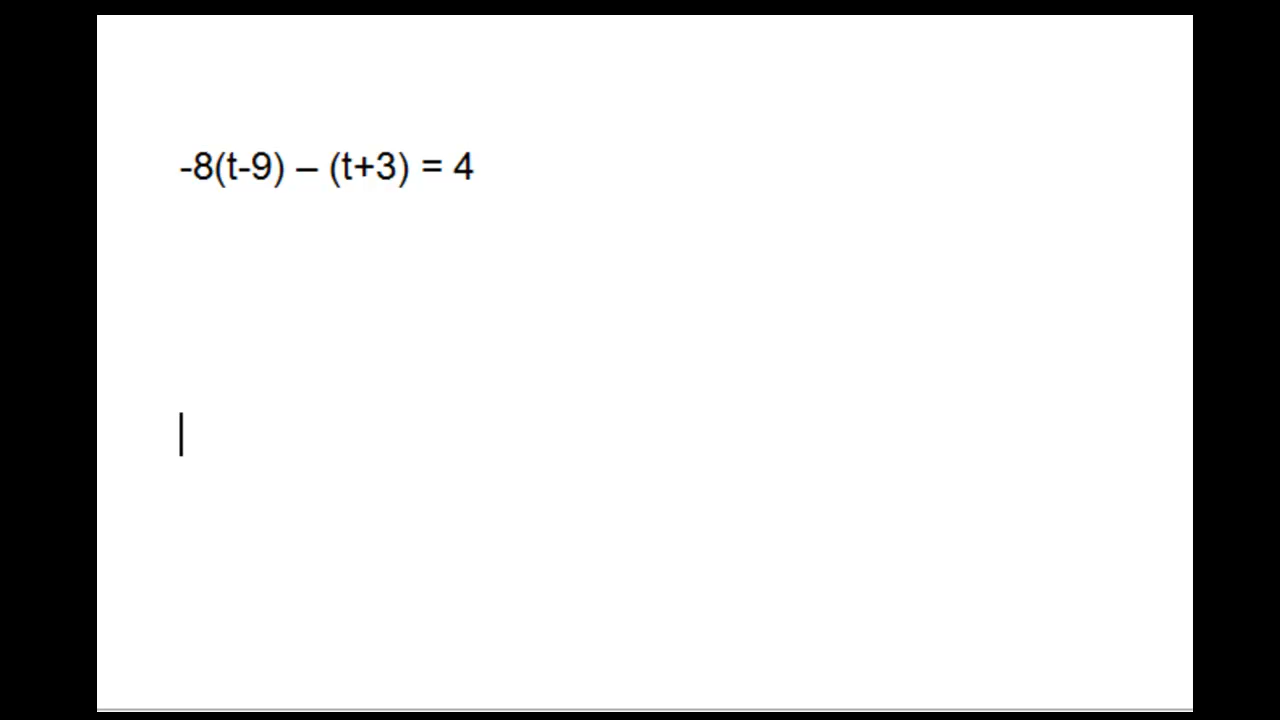 -8(t-9) – (t+3) = 4